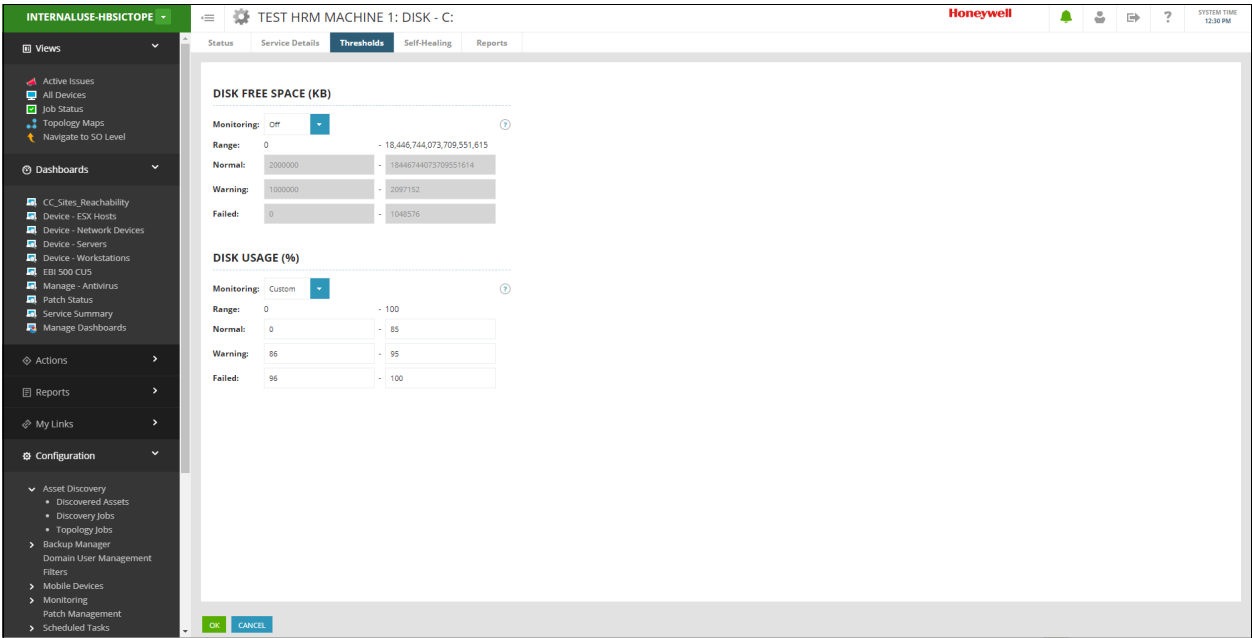 INTERNALUSE-HBSICTOPE
TEST HRM MACHINE 1: DISK - C:
Honeywell
?
SYSTEM TIME
12:30 PM
Views
Active Issues
All Devices
Job Status
Topology Maps
Navigate to SO Level
Dashboards
CC_Sites_Reachability
Device - ESX Hosts
Device - Network Devices
Device - Servers
Device - Workstations
EBI 500 CU5
Manage - Antivirus
Patch Status
Service Summary
Manage Dashboards
Actions
Reports
My Links
Configuration
Asset Discovery
Discovered Assets
Discovery Jobs
Topology Jobs
Backup Manager
Domain User Management
Filters
Mobile Devices
Monitoring
Patch Management
Scheduled Tasks
Status Service Details Thresholds Self-Healing Reports
DISK FREE SPACE (KB)
Monitoring: Off ?
Range: 0 - 18,446,744,073,709,551,615
Normal: 2000000 - 18446744073709551614
Warning: 1000000 - 2097152
Failed: 0 - 1048576
DISK USAGE (%)
Monitoring: Custom ?
Range: 0 - 100
Normal: 0 - 85
Warning: 86 - 95
Failed: 96 - 100
OK CANCEL